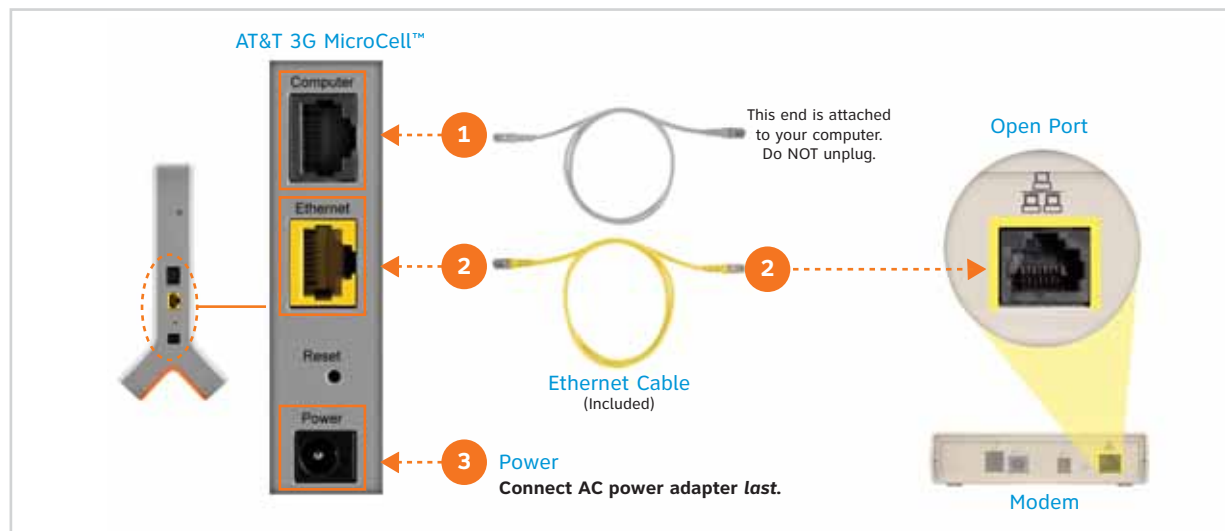 AT&T 3G MicroCell™
Computer
1
This end is attached
to your computer.
Do NOT unplug.
Open Port
Ethernet
2
2
Reset
Ethernet Cable
(Included)
Power
3
Power
Connect AC power adapter last.
Modem